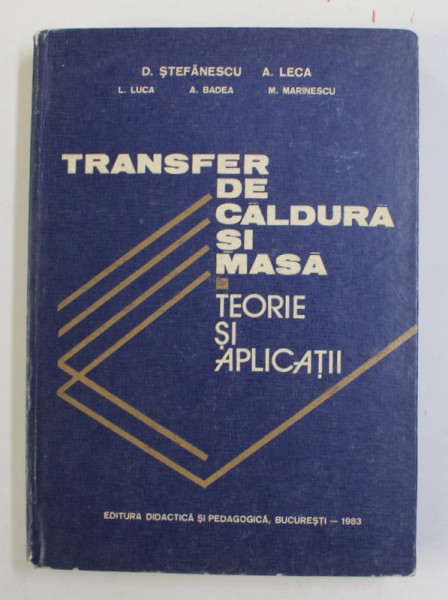 D. ŞTEFĂNESCU A. LECA
L. LUCA A. BADEA M. MARINESCU
TRANSFER
DE
CĂLDURĂ
ŞI
MASĂ
TEORIE
ŞI
APLICAŢII
EDITURA DIDACTICĂ ŞI PEDAGOGICĂ, BUCUREŞTI — 1983